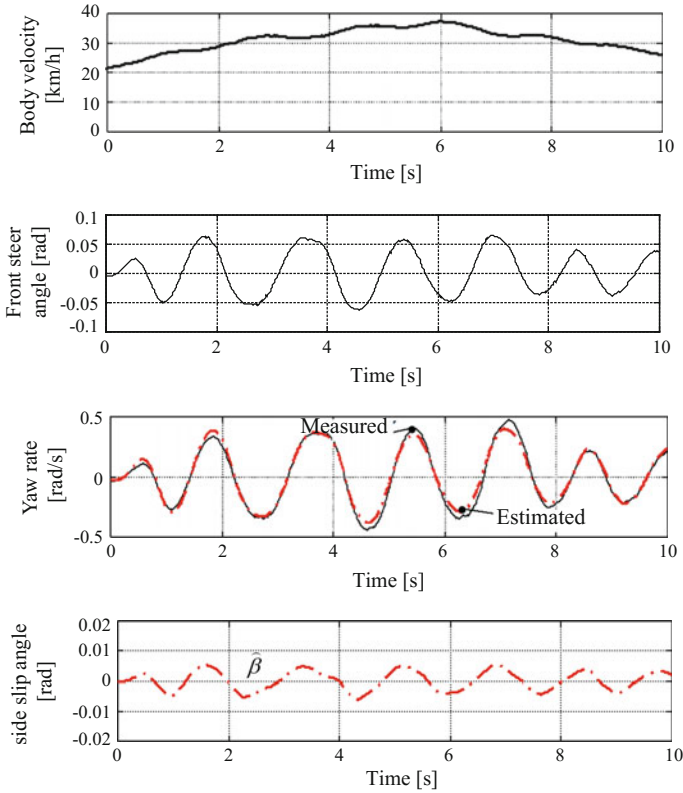 Body velocity
[km/h]
40
30
20
10
0
0 2 4 6 8 10
Time [s]
Front steer
angle [rad]
0.1
0.05
0
-0.05
-0.1
0 2 4 6 8 10
Time [s]
Yaw rate
[rad/s]
0.5
0
-0.5
Measured
Estimated
0 2 4 6 8 10
Time [s]
side slip angle
[rad]
0.02
0.01
0
-0.01
-0.02
β̂
0 2 4 6 8 10
Time [s]